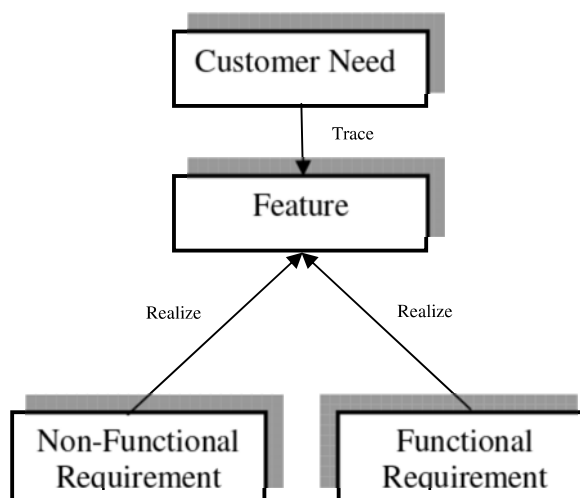 Customer Need
Trace
Feature
Realize
Realize
Non-Functional
Requirement
Functional
Requirement